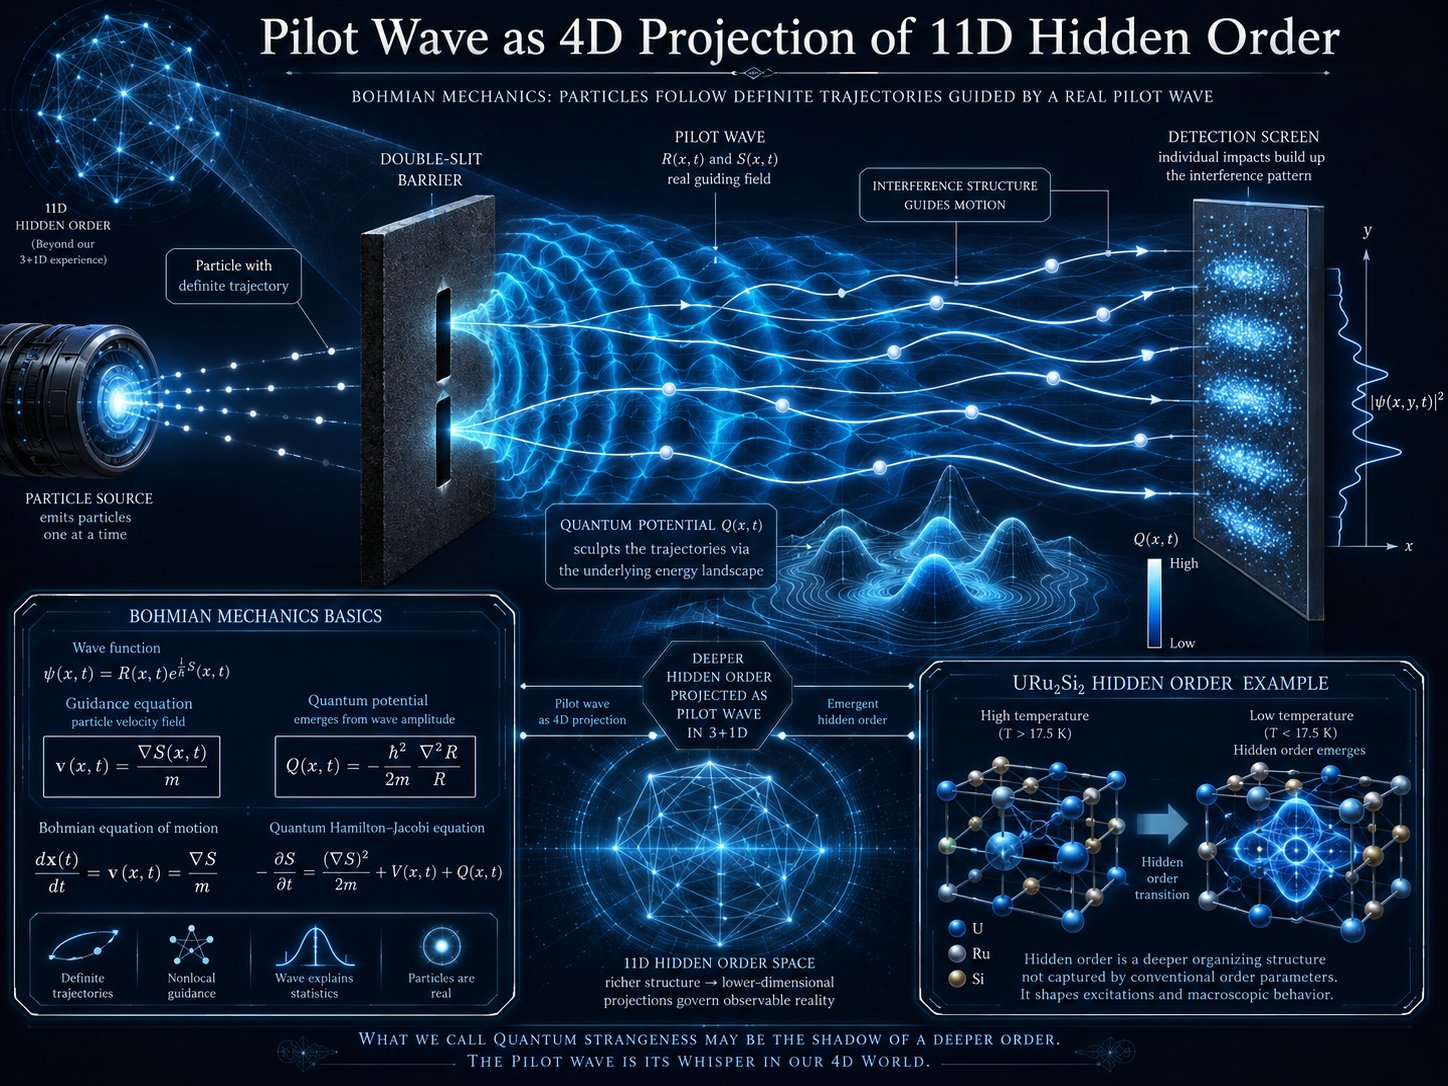 Pilot Wave as 4D Projection of 11D Hidden Order
BOHMIAN MECHANICS: PARTICLES FOLLOW DEFINITE TRAJECTORIES GUIDED BY A REAL PILOT WAVE
11D
HIDDEN ORDER
(Beyond our
3+1D experience)
Particle with
definite trajectory
PARTICLE SOURCE
emits particles
one at a time
DOUBLE-SLIT
BARRIER
PILOT WAVE
R(x, t) and S(x, t)
real guiding field
INTERFERENCE STRUCTURE
GUIDES MOTION
DETECTION SCREEN
individual impacts build up
the interference pattern
y
|ψ(x, y, t)|²
x
QUANTUM POTENTIAL Q(x, t)
sculpts the trajectories via
the underlying energy landscape
Q(x, t)
High
Low
BOHMIAN MECHANICS BASICS
Wave function
ψ(x, t) = R(x, t)e^{i/ħ S(x, t)}
Guidance equation
particle velocity field
v(x, t) = ∇S(x, t) / m
Quantum potential
emerges from wave amplitude
Q(x, t) = − ħ²/2m ∇²R/R
Bohmian equation of motion
dx(t)/dt = v(x, t) = ∇S/m
Quantum Hamilton–Jacobi equation
− ∂S/∂t = (∇S)²/2m + V(x, t) + Q(x, t)
Definite
trajectories
Nonlocal
guidance
Wave explains
statistics
Particles are
real
DEEPER
HIDDEN ORDER
PROJECTED AS
PILOT WAVE
IN 3+1D
Pilot wave
as 4D projection
Emergent
hidden order
11D HIDDEN ORDER SPACE
richer structure → lower-dimensional
projections govern observable reality
URu₂Si₂ HIDDEN ORDER EXAMPLE
High temperature
(T > 17.5 K)
Low temperature
(T < 17.5 K)
Hidden order emerges
Hidden
order
transition
U
Ru
Si
Hidden order is a deeper organizing structure
not captured by conventional order parameters.
It shapes excitations and macroscopic behavior.
WHAT WE CALL QUANTUM STRANGENESS MAY BE THE SHADOW OF A DEEPER ORDER.
THE PILOT WAVE IS ITS WHISPER IN OUR 4D WORLD.